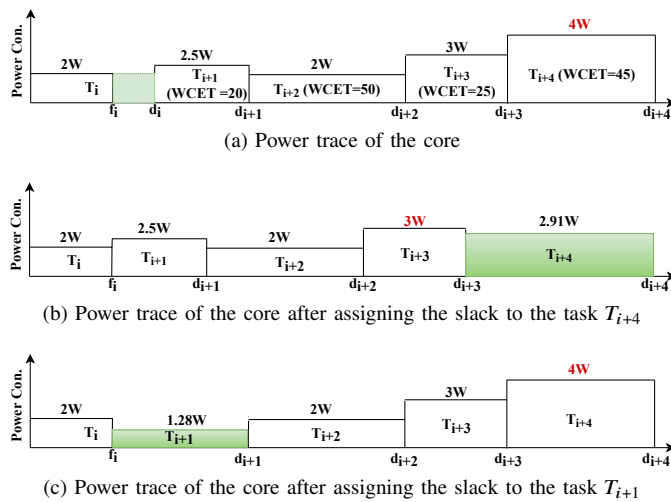 4W
3W
2.5W
2W
2W
Power Con.
T_i
T_{i+1}
(WCET =20)
T_{i+2} (WCET=50)
T_{i+3}
(WCET=25)
T_{i+4} (WCET=45)
f_i d_i d_{i+1} d_{i+2} d_{i+3} d_{i+4}
(a) Power trace of the core
2W 2.5W 2W 3W 2.91W
Power Con.
T_i T_{i+1} T_{i+2} T_{i+3} T_{i+4}
f_i d_{i+1} d_{i+2} d_{i+3} d_{i+4}
(b) Power trace of the core after assigning the slack to the task T_{i+4}
4W
3W
2W 1.28W 2W
Power Con.
T_i T_{i+1} T_{i+2} T_{i+3} T_{i+4}
f_i d_{i+1} d_{i+2} d_{i+3} d_{i+4}
(c) Power trace of the core after assigning the slack to the task T_{i+1}